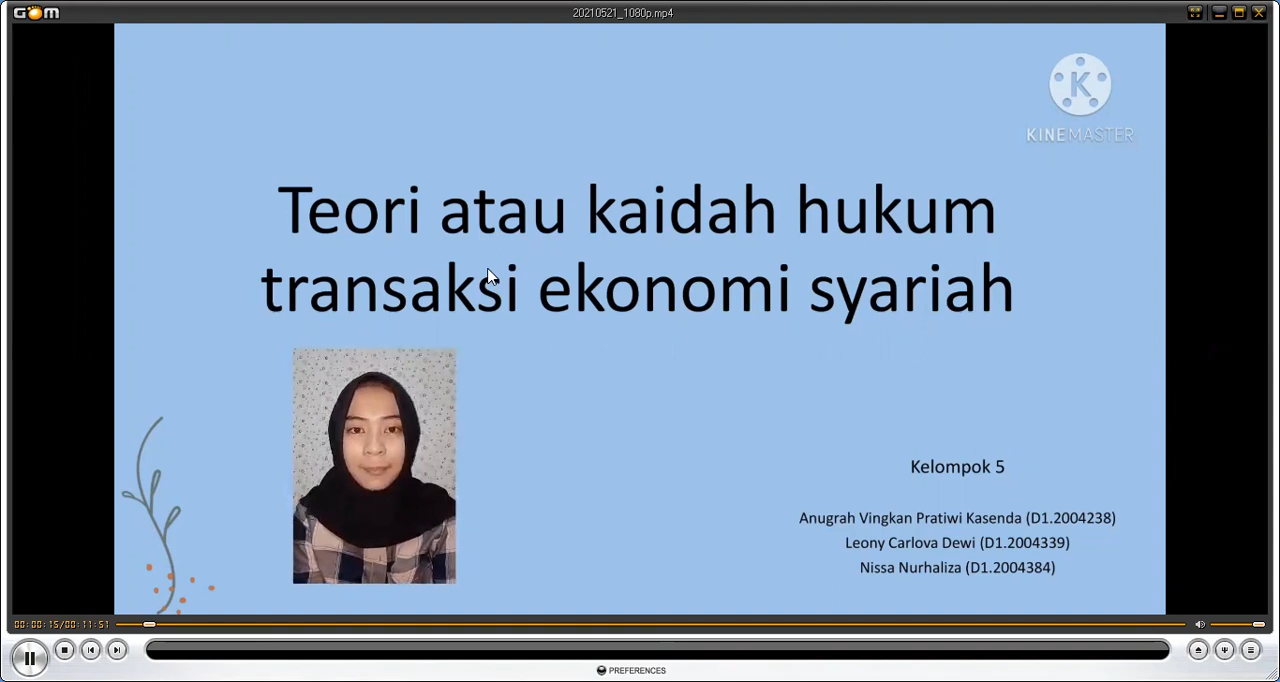 GOM
20210521_1080p.mp4
K
KINEMASTER
Teori atau kaidah hukum
transaksi ekonomi syariah
Kelompok 5
Anugrah Vingkan Pratiwi Kasenda (D1.2004238)
Leony Carlova Dewi (D1.2004339)
Nissa Nurhaliza (D1.2004384)
00:00:15/00:11:51
PREFERENCES